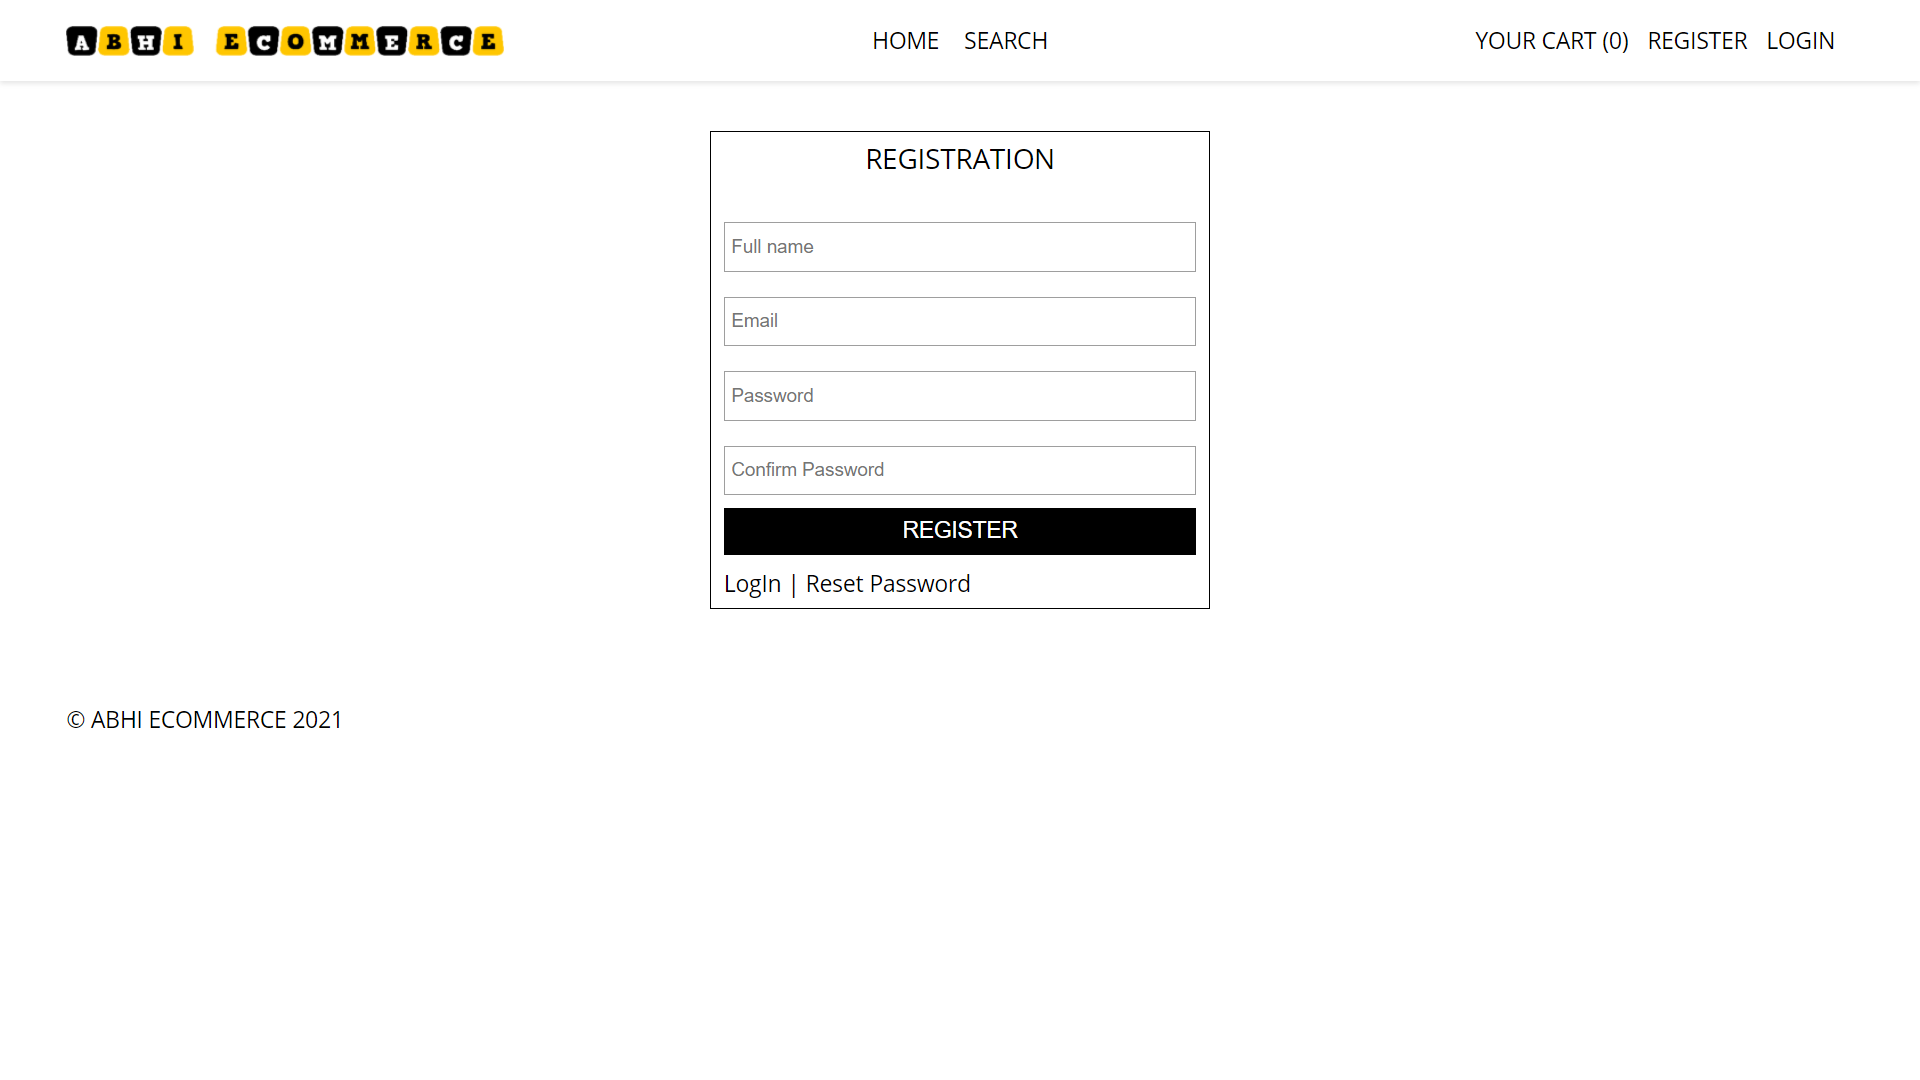 ABHI ECOMMERCE HOME SEARCH YOUR CART (0) REGISTER LOGIN
REGISTRATION
Full name
Email
Password
Confirm Password
REGISTER
LogIn | Reset Password
© ABHI ECOMMERCE 2021